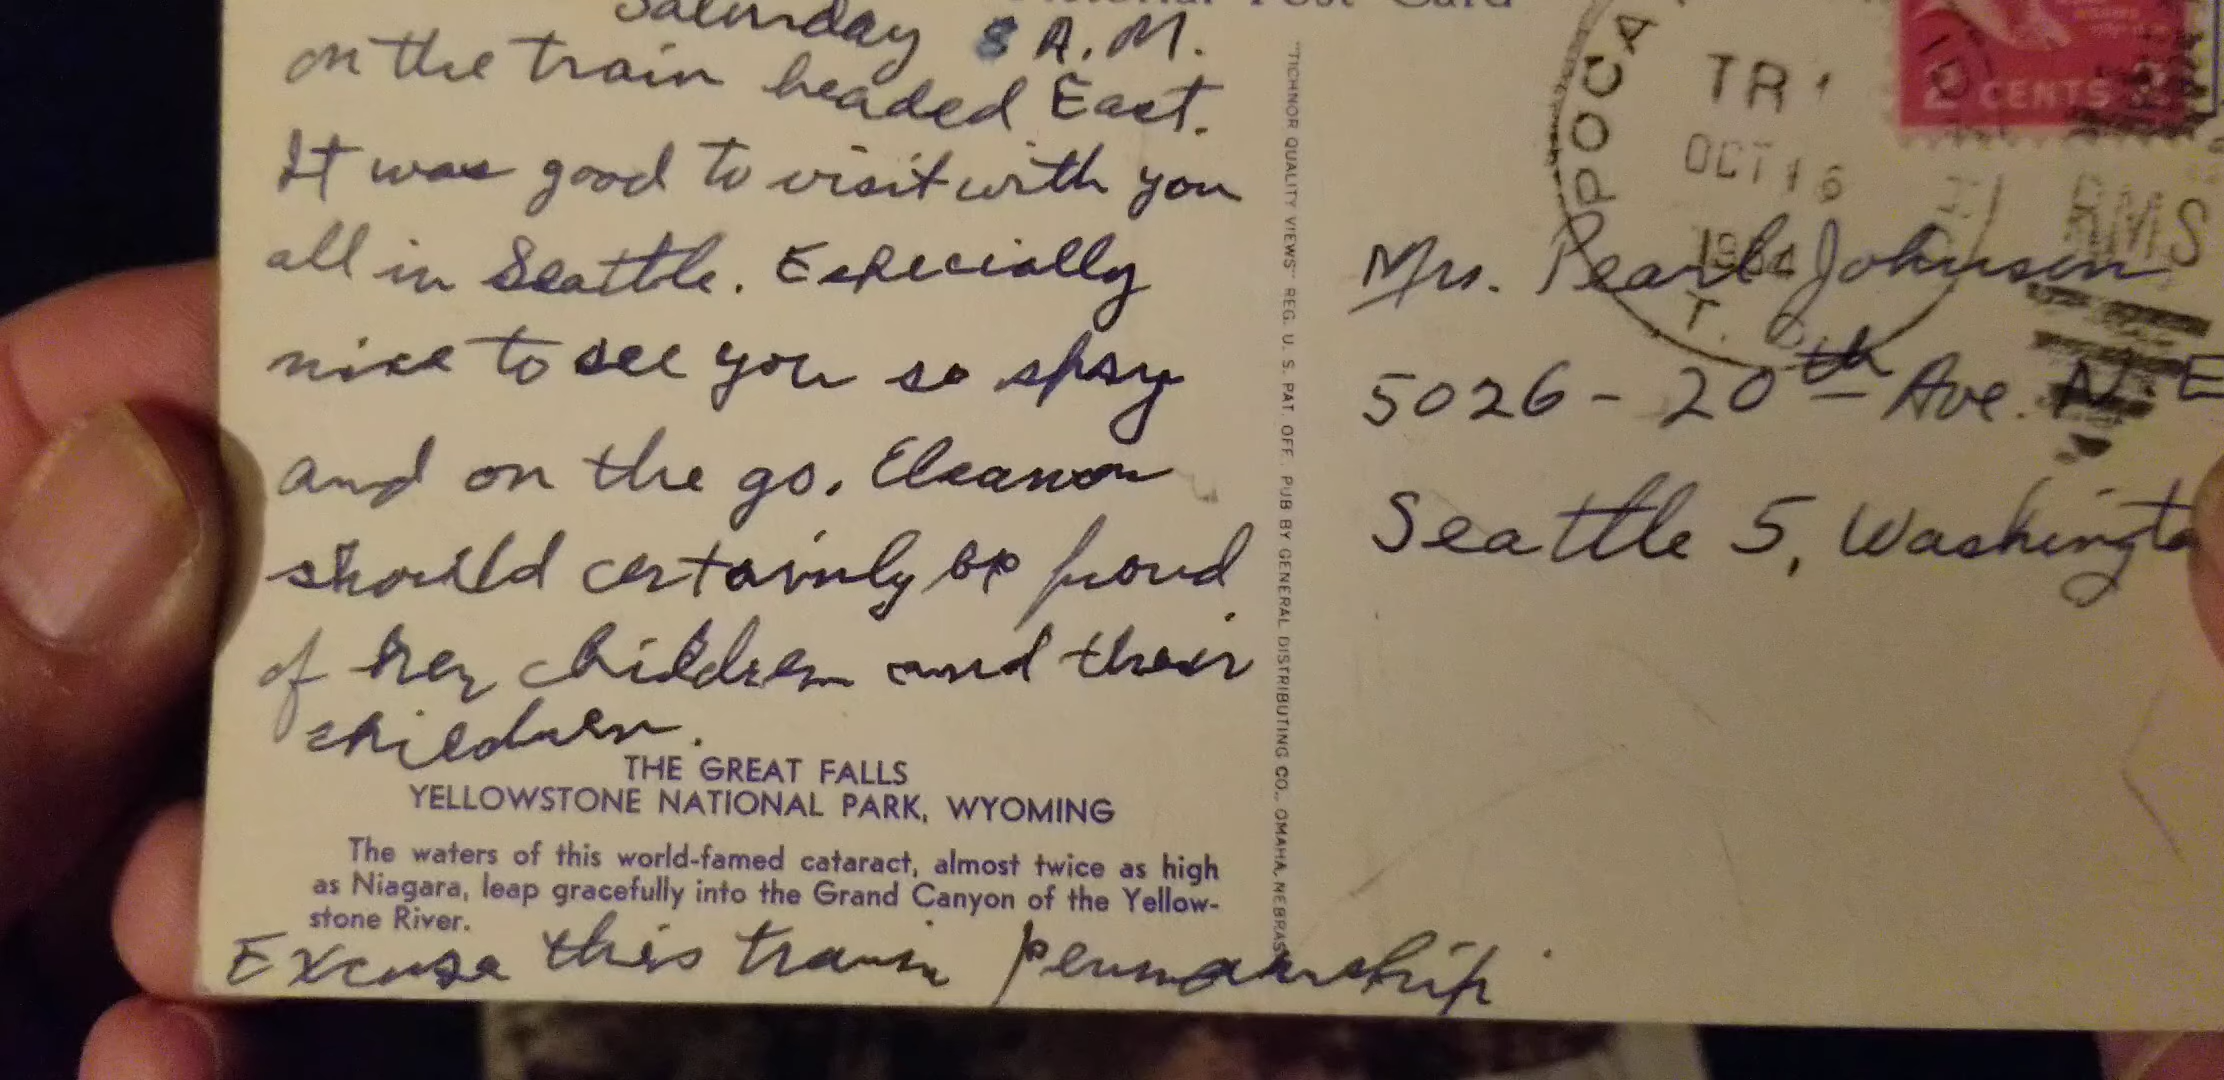 Saturday 8 A.M.
on the train headed East.
It was good to visit with you
all in Seattle. Especially
nice to see you so spry
and on the go. Eleanor
should certainly be proud
of her children and their
children.
THE GREAT FALLS
YELLOWSTONE NATIONAL PARK, WYOMING
The waters of this world-famed cataract, almost twice as high
as Niagara, leap gracefully into the Grand Canyon of the Yellow-
stone River.
Excuse this train penmanship
"TICHNOR QUALITY VIEWS" REG. U. S. PAT. OFF. PUB BY GENERAL DISTRIBUTING CO., OMAHA, NEBRAS
Post Card
POCA
TR
OCT 16
T.
RMS
2 CENTS 2
Mrs. Pearl Johnson
5026 - 20th Ave. N. E
Seattle 5, Washingto